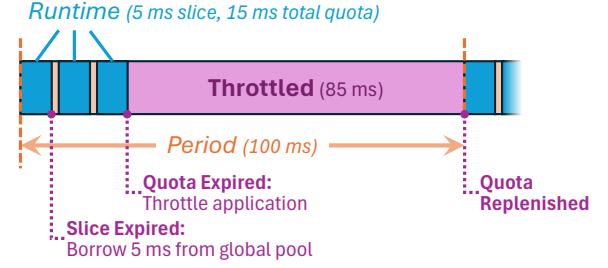 Runtime (5 ms slice, 15 ms total quota)
Throttled (85 ms)
Period (100 ms)
Quota Expired:
Throttle application
Quota
Replenished
Slice Expired:
Borrow 5 ms from global pool